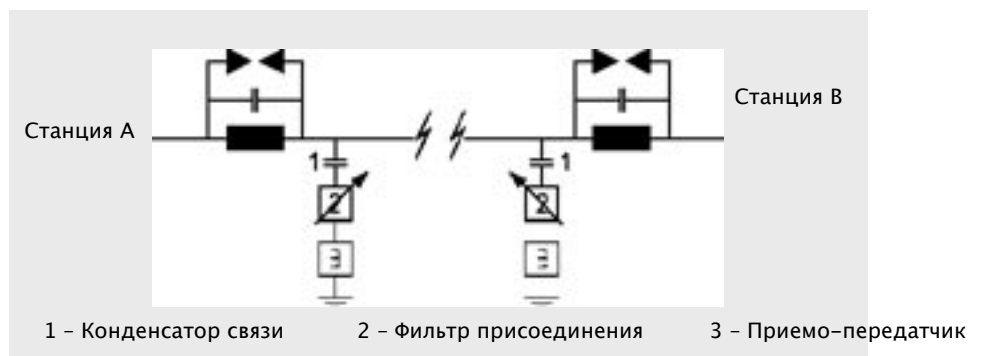 Станция А
Станция В
1
1
2
2
3
3
1 – Конденсатор связи
2 – Фильтр присоединения
3 – Приемо-передатчик